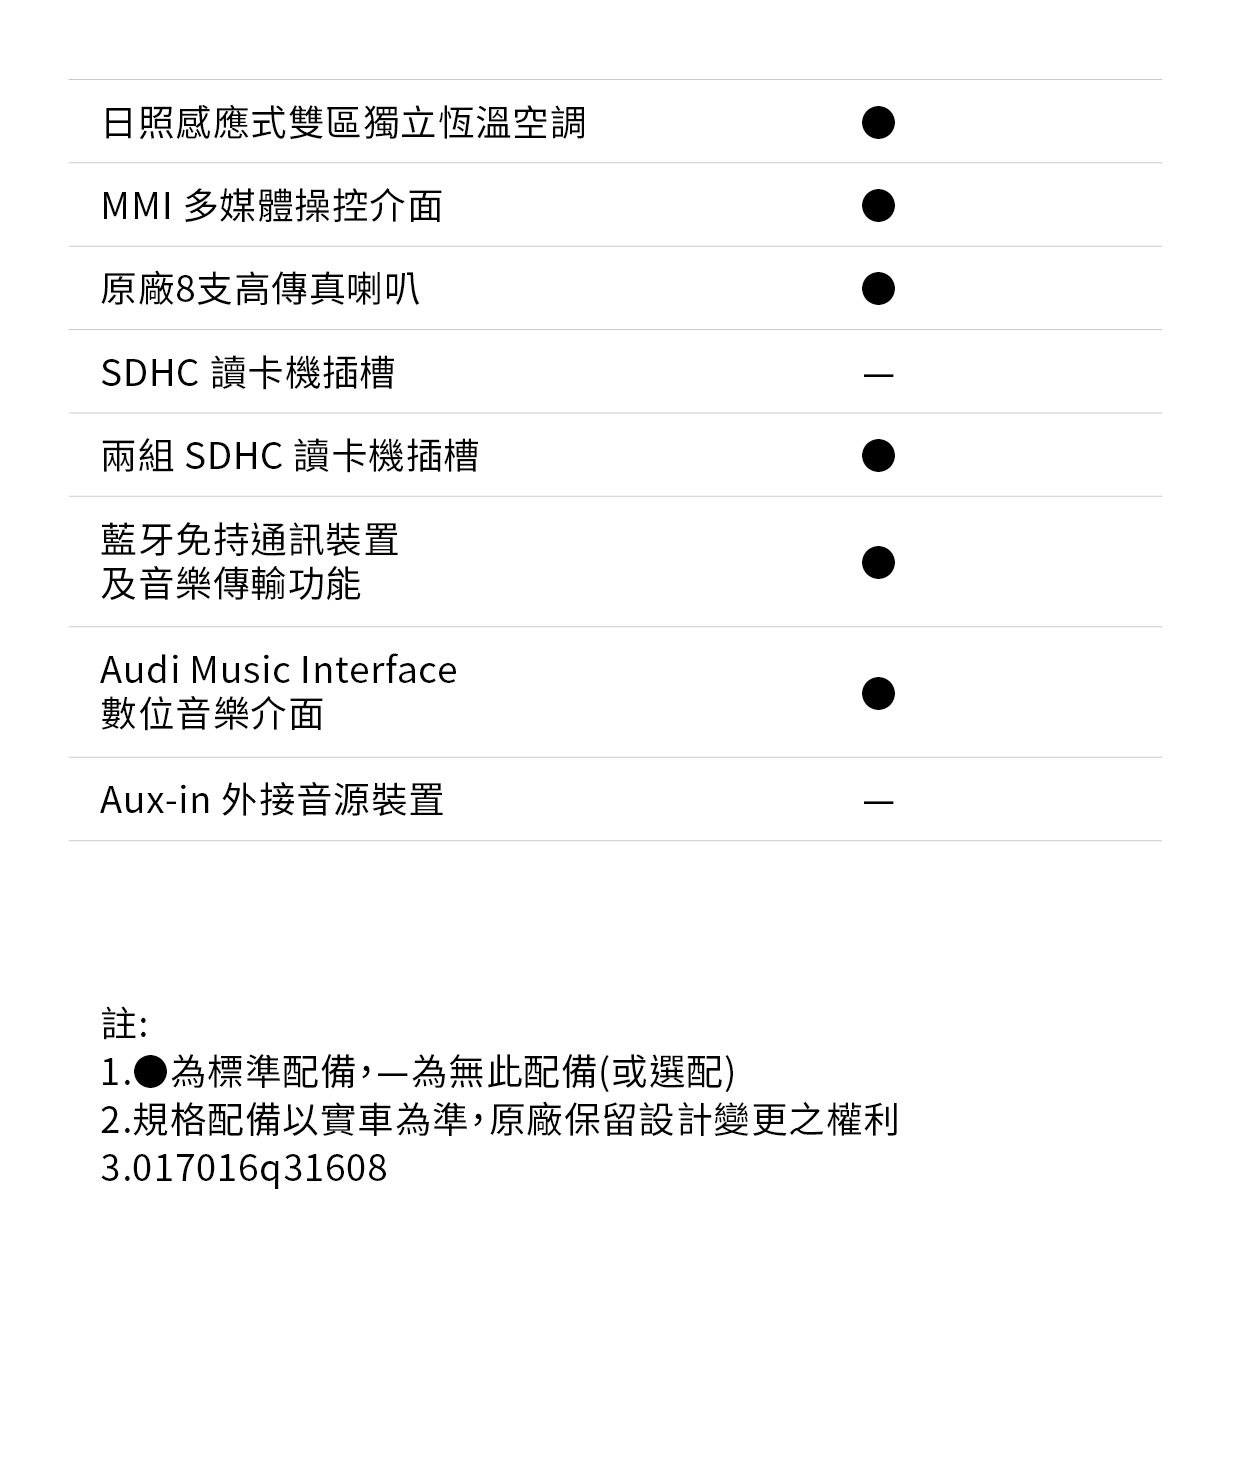 日照感應式雙區獨立恆溫空調 ●
MMI 多媒體操控介面 ●
原廠8支高傳真喇叭 ●
SDHC 讀卡機插槽 —
兩組 SDHC 讀卡機插槽 ●
藍牙免持通訊裝置
及音樂傳輸功能 ●
Audi Music Interface
數位音樂介面 ●
Aux-in 外接音源裝置 —
註:
1.●為標準配備，—為無此配備(或選配)
2.規格配備以實車為準，原廠保留設計變更之權利
3.017016q31608